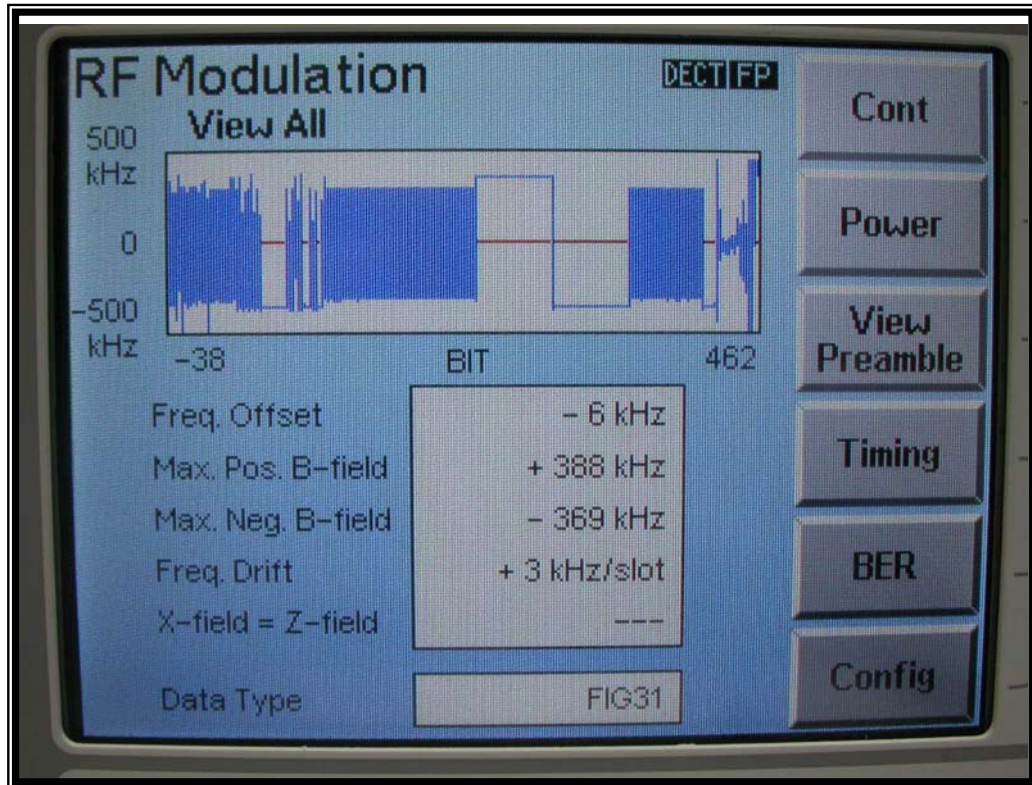 RF Modulation
DECT FP
View All
500
kHz
0
-500
kHz
-38
BIT
462
Freq. Offset - 6 kHz
Max. Pos. B-field + 388 kHz
Max. Neg. B-field - 369 kHz
Freq. Drift + 3 kHz/slot
X-field = Z-field ---
Data Type FIG31
Cont
Power
View
Preamble
Timing
BER
Config